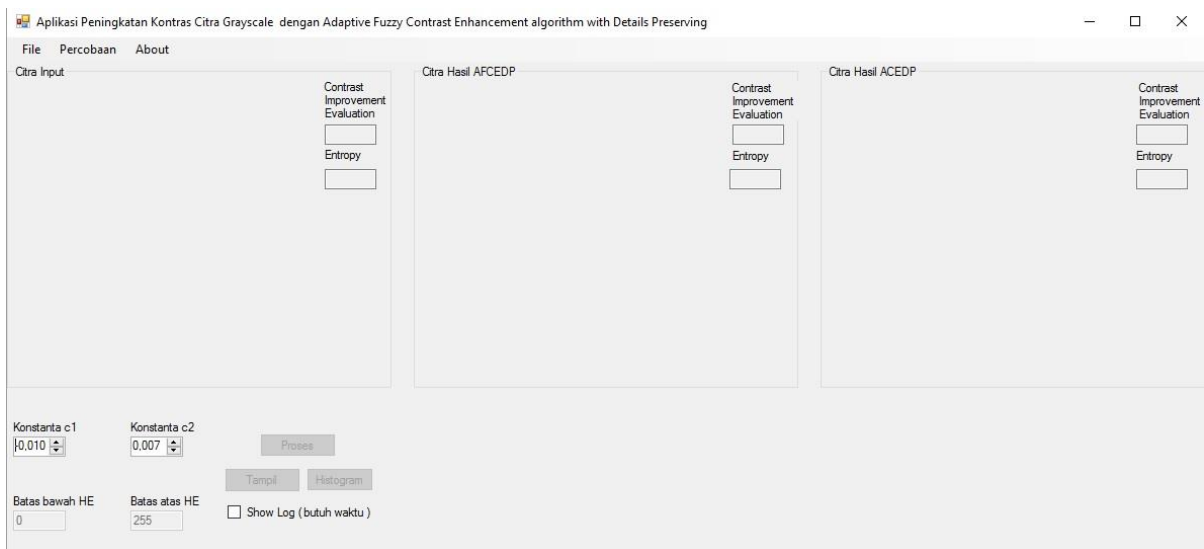 Aplikasi Peningkatan Kontras Citra Grayscale dengan Adaptive Fuzzy Contrast Enhancement algorithm with Details Preserving
File Percobaan About
Citra Input
Contrast
Improvement
Evaluation
Entropy
Citra Hasil AFCEDP
Contrast
Improvement
Evaluation
Entropy
Citra Hasil ACEDP
Contrast
Improvement
Evaluation
Entropy
Konstanta c1 Konstanta c2
-0,010 0,007 Proses
Tampil Histogram
Batas bawah HE Batas atas HE
0 255 Show Log (butuh waktu )